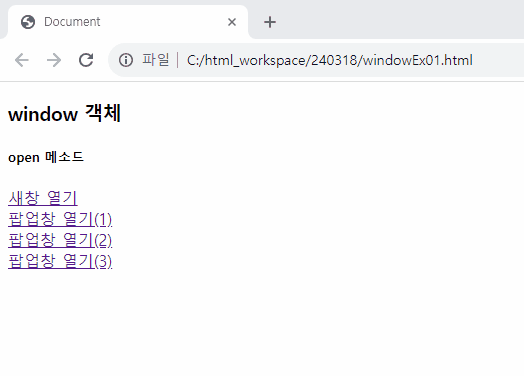 Document
파일 C:/html_workspace/240318/windowEx01.html
window 객체
open 메소드
새창 열기
팝업창 열기(1)
팝업창 열기(2)
팝업창 열기(3)